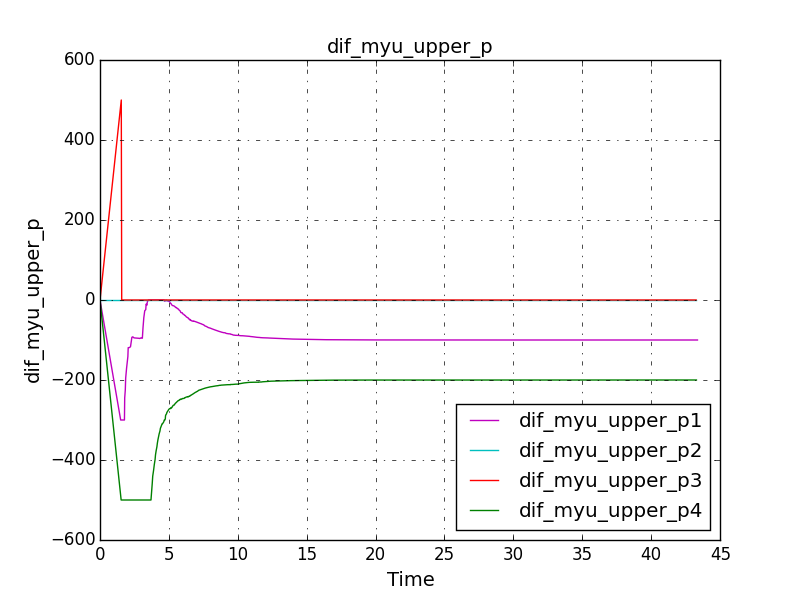 dif_myu_upper_p
600
400
200
0
−200
−400
−600
dif_myu_upper_p
dif_myu_upper_p1
dif_myu_upper_p2
dif_myu_upper_p3
dif_myu_upper_p4
0 5 10 15 20 25 30 35 40 45
Time